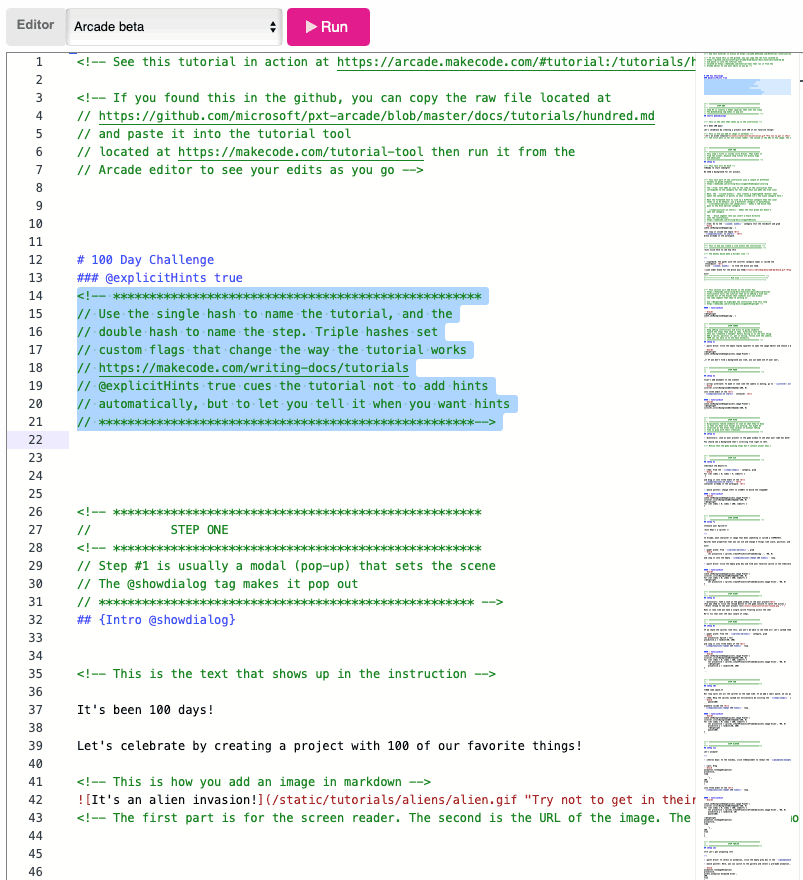 Editor
Arcade beta
Run
1 <!-- See this tutorial in action at https://arcade.makecode.com/#tutorial:/tutorials/h
2
3 <!-- If you found this in the github, you can copy the raw file located at
4 // https://github.com/microsoft/pxt-arcade/blob/master/docs/tutorials/hundred.md
5 // and paste it into the tutorial tool
6 // located at https://makecode.com/tutorial-tool then run it from the
7 // Arcade editor to see your edits as you go -->
8
9
10
11
12 # 100 Day Challenge
13 ### @explicitHints true
14 <!-- **************************************************
15 // Use the single hash to name the tutorial, and the
16 // double hash to name the step. Triple hashes set
17 // custom flags that change the way the tutorial works
18 // https://makecode.com/writing-docs/tutorials
19 // @explicitHints true cues the tutorial not to add hints
20 // automatically, but to let you tell it when you want hints
21 // ****************************************************-->
22
23
24
25
26 <!-- **************************************************
27 // STEP ONE
28 <!-- **************************************************
29 // Step #1 is usually a modal (pop-up) that sets the scene
30 // The @showdialog tag makes it pop out
31 // **************************************************** -->
32 ## {Intro @showdialog}
33
34
35 <!-- This is the text that shows up in the instruction -->
36
37 It's been 100 days!
38
39 Let's celebrate by creating a project with 100 of our favorite things!
40
41 <!-- This is how you add an image in markdown -->
42 ![It's an alien invasion!](/static/tutorials/aliens/alien.gif "Try not to get in their
43 <!-- The first part is for the screen reader. The second is the URL of the image. The
44
45
46